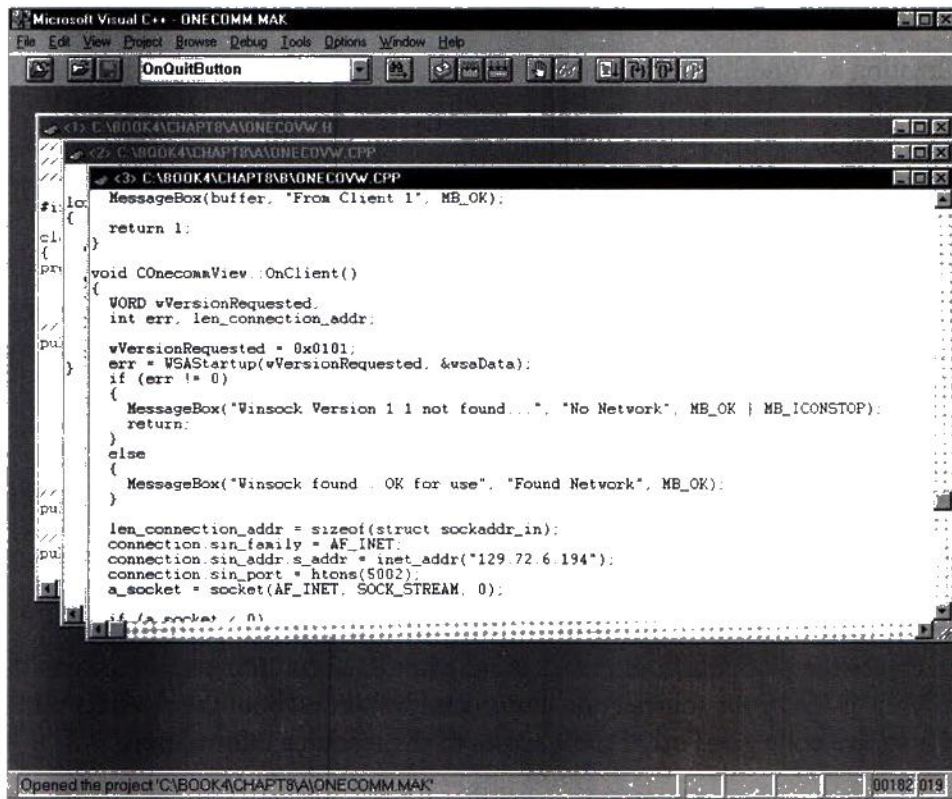 Microsoft Visual C++ - ONECOMM.MAK
File Edit View Project Browse Debug Tools Options Window Help
OnQuitButton
<1> C:\BOOK4\CHAPT8\A\ONECOVW.H
<2> C:\BOOK4\CHAPT8\A\ONECOVW.CPP
<3> C:\BOOK4\CHAPT8\B\ONECOVW.CPP
MessageBox(buffer, "From Client 1", MB_OK);
return 1;
}
void COnecommView::OnClient()
{
WORD wVersionRequested;
int err, len_connection_addr;
wVersionRequested = 0x0101;
err = WSAStartup(wVersionRequested, &wsaData);
if (err != 0)
{
MessageBox("Winsock Version 1.1 not found...", "No Network", MB_OK | MB_ICONSTOP);
return;
}
else
{
MessageBox("Winsock found . OK for use", "Found Network", MB_OK);
}
len_connection_addr = sizeof(struct sockaddr_in);
connection.sin_family = AF_INET;
connection.sin_addr.s_addr = inet_addr("129.72.6.194");
connection.sin_port = htons(5002);
a_socket = socket(AF_INET, SOCK_STREAM, 0);
if (a_socket < 0)
Opened the project 'C:\BOOK4\CHAPT8\A\ONECOMM.MAK'
00182 019